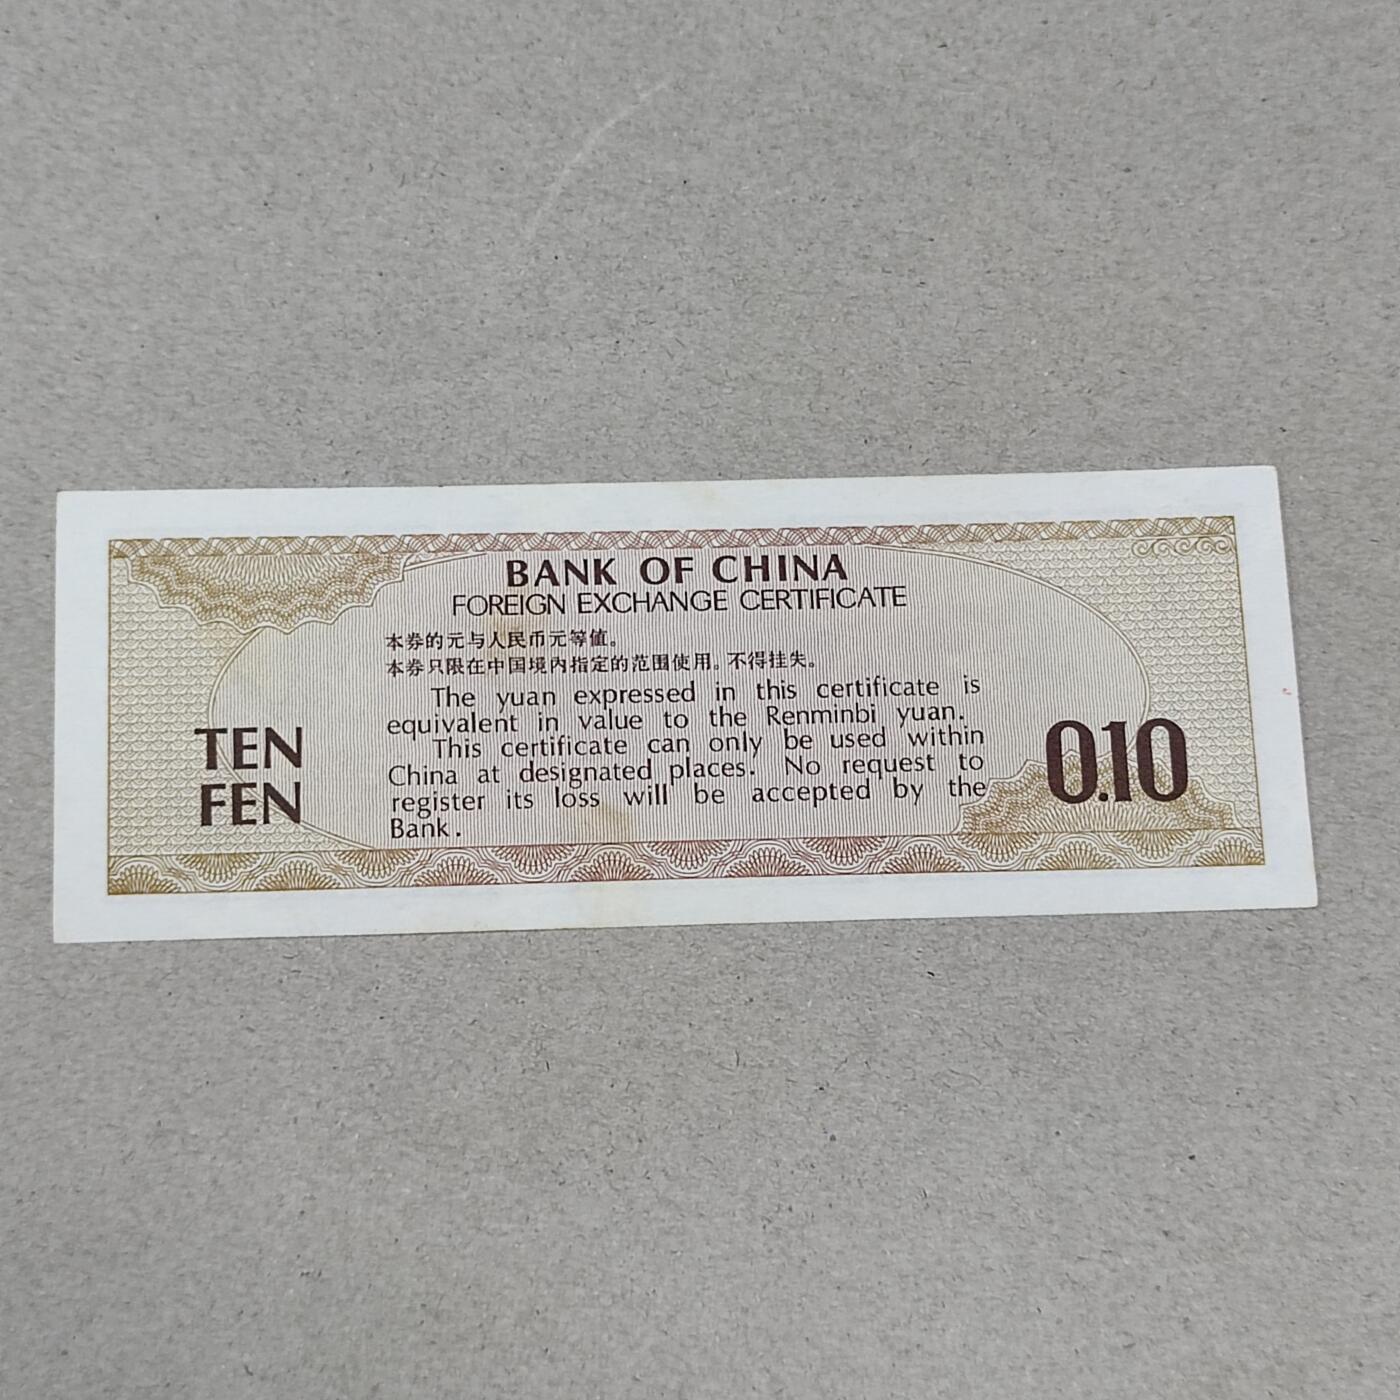 BANK OF CHINA
FOREIGN EXCHANGE CERTIFICATE
本券的元与人民币元等值。
本券只限在中国境内指定的范围使用。不得挂失。
The yuan expressed in this certificate is
equivalent in value to the Renminbi yuan.
This certificate can only be used within
China at designated places. No request to
register its loss will be accepted by the
Bank.
TEN
FEN
0.10